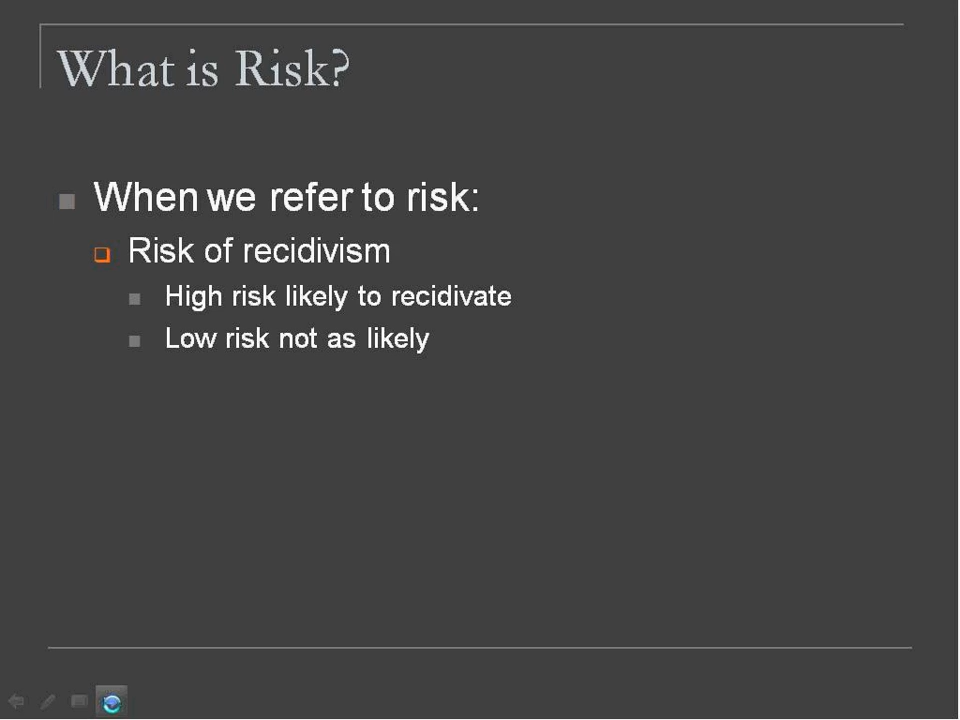 What is Risk?
When we refer to risk:
Risk of recidivism
High risk likely to recidivate
Low risk not as likely